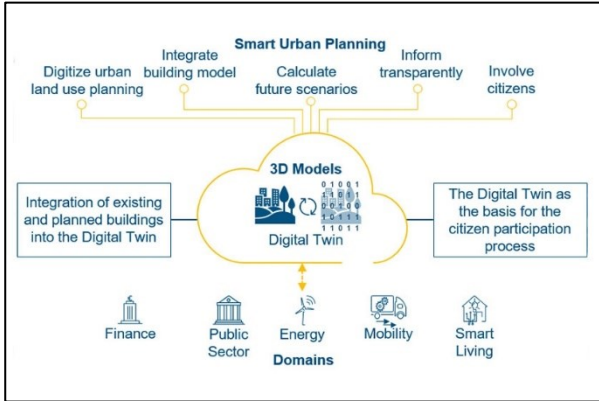 Smart Urban Planning
Digitize urban
land use planning
Integrate
building model
Calculate
future scenarios
Inform
transparently
Involve
citizens
3D Models
01001
11011
Digital Twin
Integration of existing
and planned buildings
into the Digital Twin
The Digital Twin as
the basis for the
citizen participation
process
Finance
Public
Sector
Energy
Mobility
Smart
Living
Domains